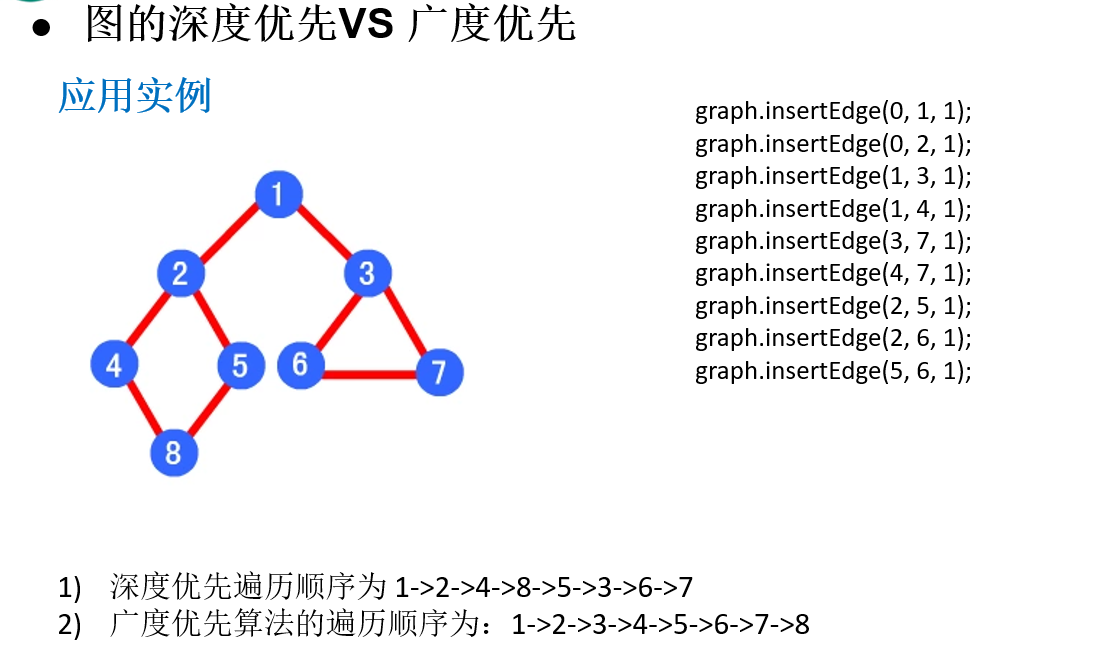 ● 图的深度优先VS 广度优先
应用实例
graph.insertEdge(0, 1, 1);
graph.insertEdge(0, 2, 1);
graph.insertEdge(1, 3, 1);
graph.insertEdge(1, 4, 1);
graph.insertEdge(3, 7, 1);
graph.insertEdge(4, 7, 1);
graph.insertEdge(2, 5, 1);
graph.insertEdge(2, 6, 1);
graph.insertEdge(5, 6, 1);
1
2 3
4 5 6 7
8
1) 深度优先遍历顺序为 1->2->4->8->5->3->6->7
2) 广度优先算法的遍历顺序为：1->2->3->4->5->6->7->8